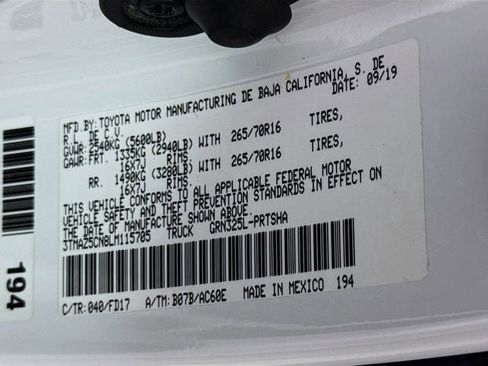 MFD.BY:TOYOTA MOTOR MANUFACTURING DE BAJA CALIFORNIA, S. DE
R.L. DE C.V. DATE: 09/19
GVWR: 2540KG (5600LB)
GAWR:FRT. 1335KG (2940LB) WITH 265/70R16 TIRES,
16X7J RIMS.
RR. 1490KG (3280LB) WITH 265/70R16 TIRES,
16X7J RIMS.
THIS VEHICLE CONFORMS TO ALL APPLICABLE FEDERAL MOTOR
VEHICLE SAFETY AND THEFT PREVENTION STANDARDS IN EFFECT ON
THE DATE OF MANUFACTURE SHOWN ABOVE.
3TMAZ5CN8LM115705 TRUCK GRN325L-PRTSHA
C/TR:040/FD17 A/TM:B07B/AC60E MADE IN MEXICO 194
194